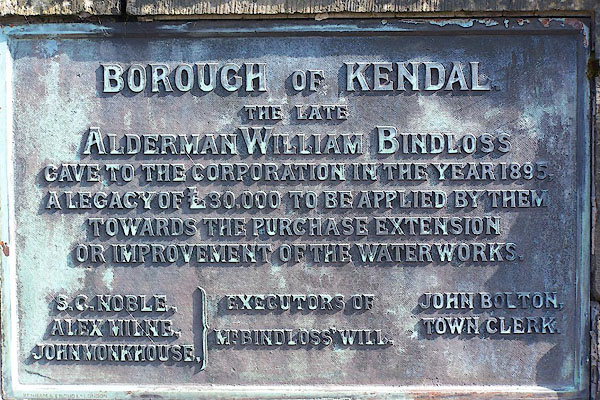 BOROUGH OF KENDAL.
THE LATE
ALDERMAN WILLIAM BINDLOSS
GAVE TO THE CORPORATION IN THE YEAR 1895,
A LEGACY OF £30,000 TO BE APPLIED BY THEM
TOWARDS THE PURCHASE EXTENSION
OR IMPROVEMENT OF THE WATERWORKS.
S.G. NOBLE,
ALEX MILNE,
JOHN MONKHOUSE,
EXECUTORS OF
MR BINDLOSS' WILL.
JOHN BOLTON,
TOWN CLERK.